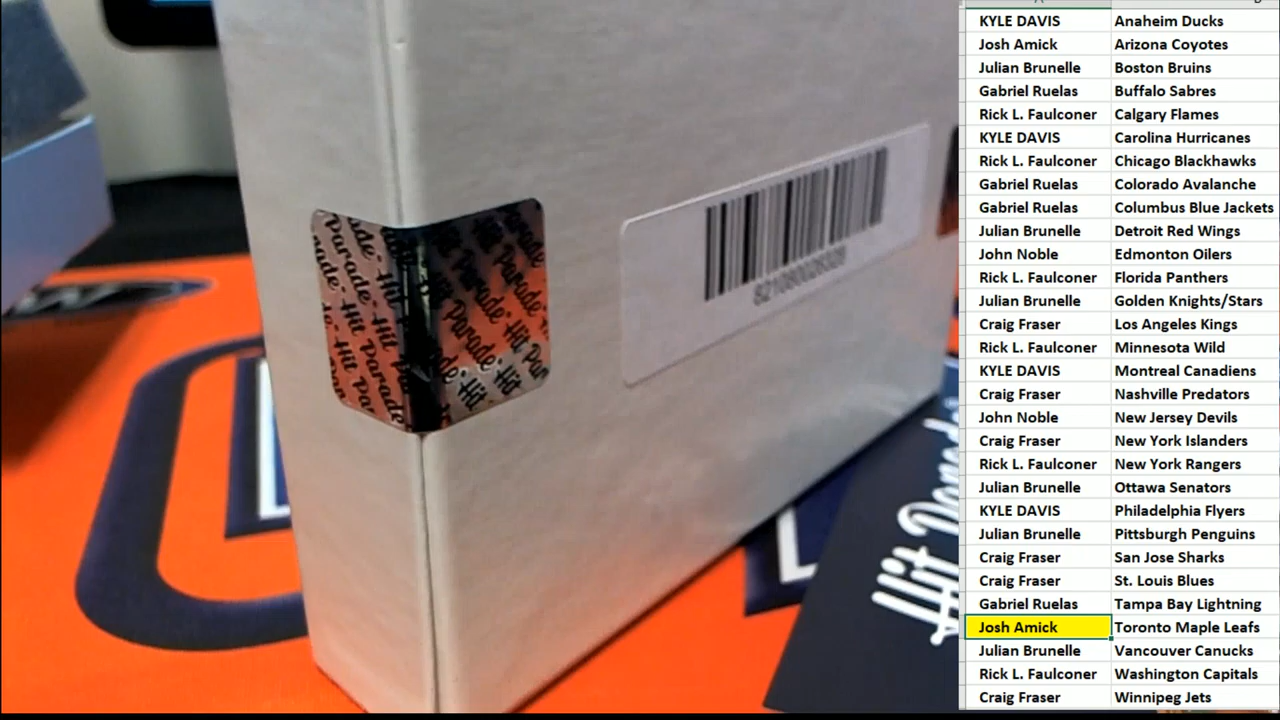 KYLE DAVIS Anaheim Ducks
Josh Amick Arizona Coyotes
Julian Brunelle Boston Bruins
Gabriel Ruelas Buffalo Sabres
Rick L. Faulconer Calgary Flames
KYLE DAVIS Carolina Hurricanes
Rick L. Faulconer Chicago Blackhawks
Gabriel Ruelas Colorado Avalanche
Gabriel Ruelas Columbus Blue Jackets
Julian Brunelle Detroit Red Wings
John Noble Edmonton Oilers
Rick L. Faulconer Florida Panthers
Julian Brunelle Golden Knights/Stars
Craig Fraser Los Angeles Kings
Rick L. Faulconer Minnesota Wild
KYLE DAVIS Montreal Canadiens
Craig Fraser Nashville Predators
John Noble New Jersey Devils
Craig Fraser New York Islanders
Rick L. Faulconer New York Rangers
Julian Brunelle Ottawa Senators
KYLE DAVIS Philadelphia Flyers
Julian Brunelle Pittsburgh Penguins
Craig Fraser San Jose Sharks
Craig Fraser St. Louis Blues
Gabriel Ruelas Tampa Bay Lightning
Josh Amick Toronto Maple Leafs
Julian Brunelle Vancouver Canucks
Rick L. Faulconer Washington Capitals
Craig Fraser Winnipeg Jets
Hit Parade
Hit Parade